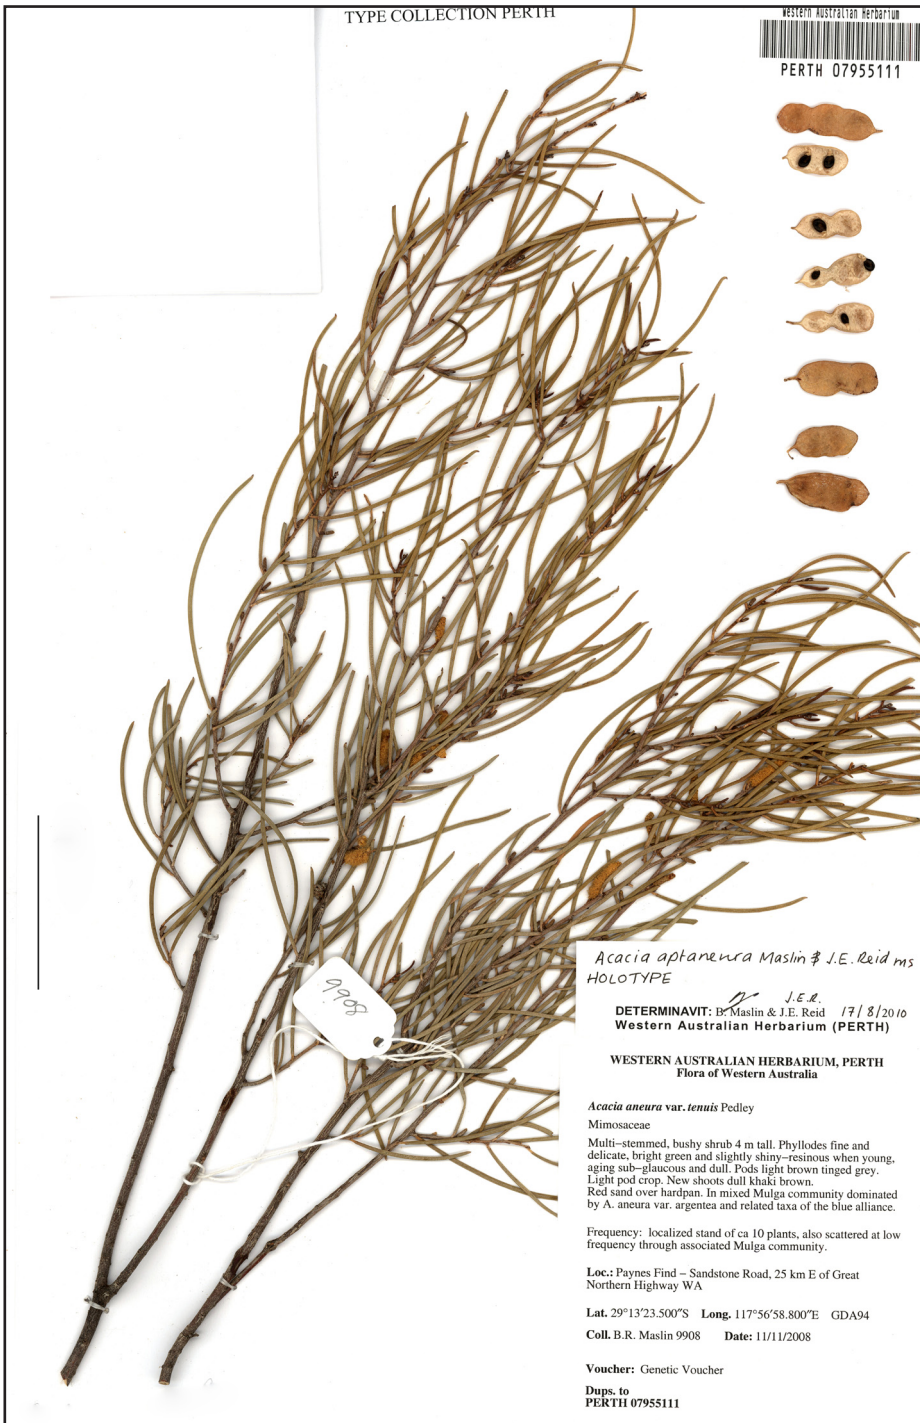 TYPE COLLECTION PERTH
Western Australian Herbarium
PERTH 07955111
9908
Acacia aptaneura Maslin & J.E. Reid ms
HOLOTYPE
J.E.R.
DETERMINAVIT: B. Maslin & J.E. Reid 17/8/2010
Western Australian Herbarium (PERTH)
WESTERN AUSTRALIAN HERBARIUM, PERTH
Flora of Western Australia
Acacia aneura var. tenuis Pedley
Mimosaceae
Multi-stemmed, bushy shrub 4 m tall. Phyllodes fine and
delicate, bright green and slightly shiny-resinous when young,
aging sub-glaucous and dull. Pods light brown tinged grey.
Light pod crop. New shoots dull khaki brown.
Red sand over hardpan. In mixed Mulga community dominated
by A. aneura var. argentea and related taxa of the blue alliance.
Frequency: localized stand of ca 10 plants, also scattered at low
frequency through associated Mulga community.
Loc.: Paynes Find – Sandstone Road, 25 km E of Great
Northern Highway WA
Lat. 29°13′23.500″S Long. 117°56′58.800″E GDA94
Coll. B.R. Maslin 9908 Date: 11/11/2008
Voucher: Genetic Voucher
Dups. to
PERTH 07955111